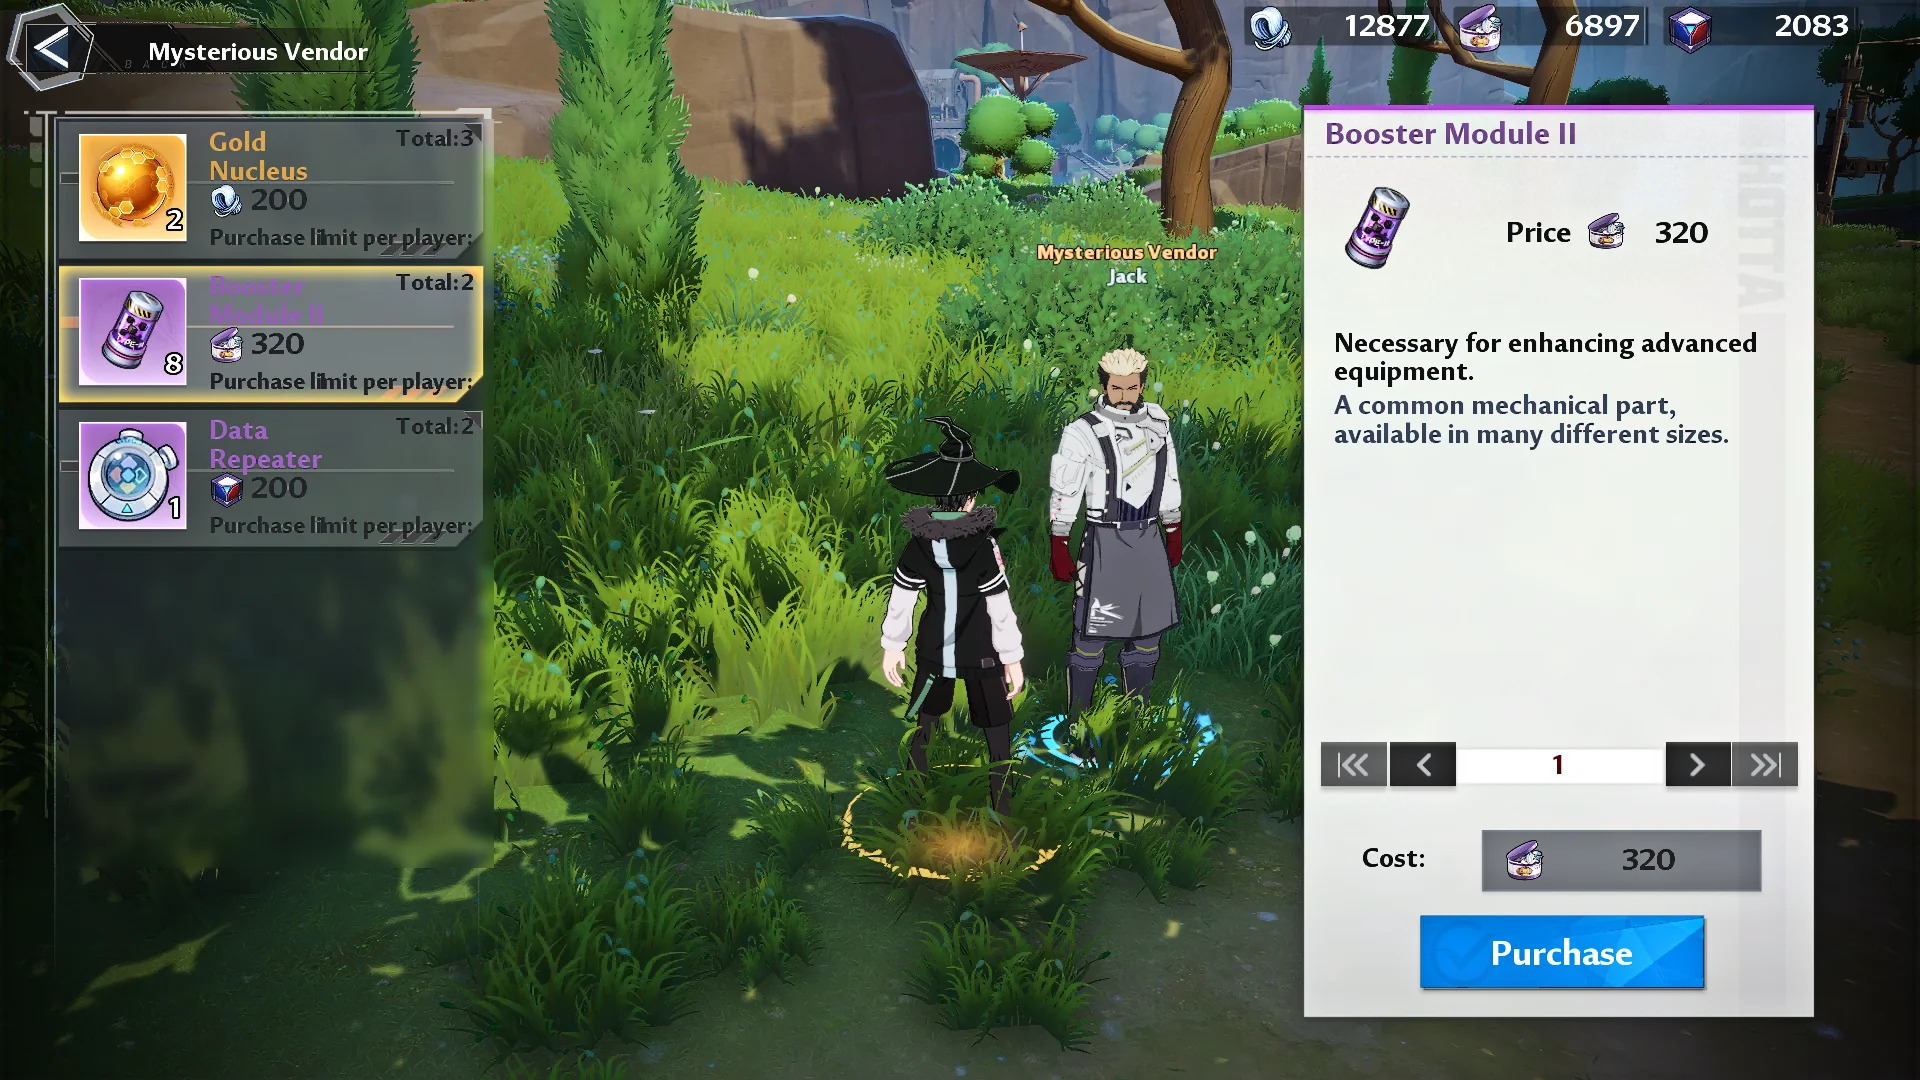 Mysterious Vendor
BACK
12877
6897
2083
Gold
Nucleus
Total:3
2
200
Purchase limit per player:
Booster
Module II
Total:2
8
320
Purchase limit per player:
Data
Repeater
Total:2
1
200
Purchase limit per player:
Mysterious Vendor
Jack
Booster Module II
HOTTA
Price 320
Necessary for enhancing advanced
equipment.
A common mechanical part,
available in many different sizes.
1
Cost: 320
Purchase